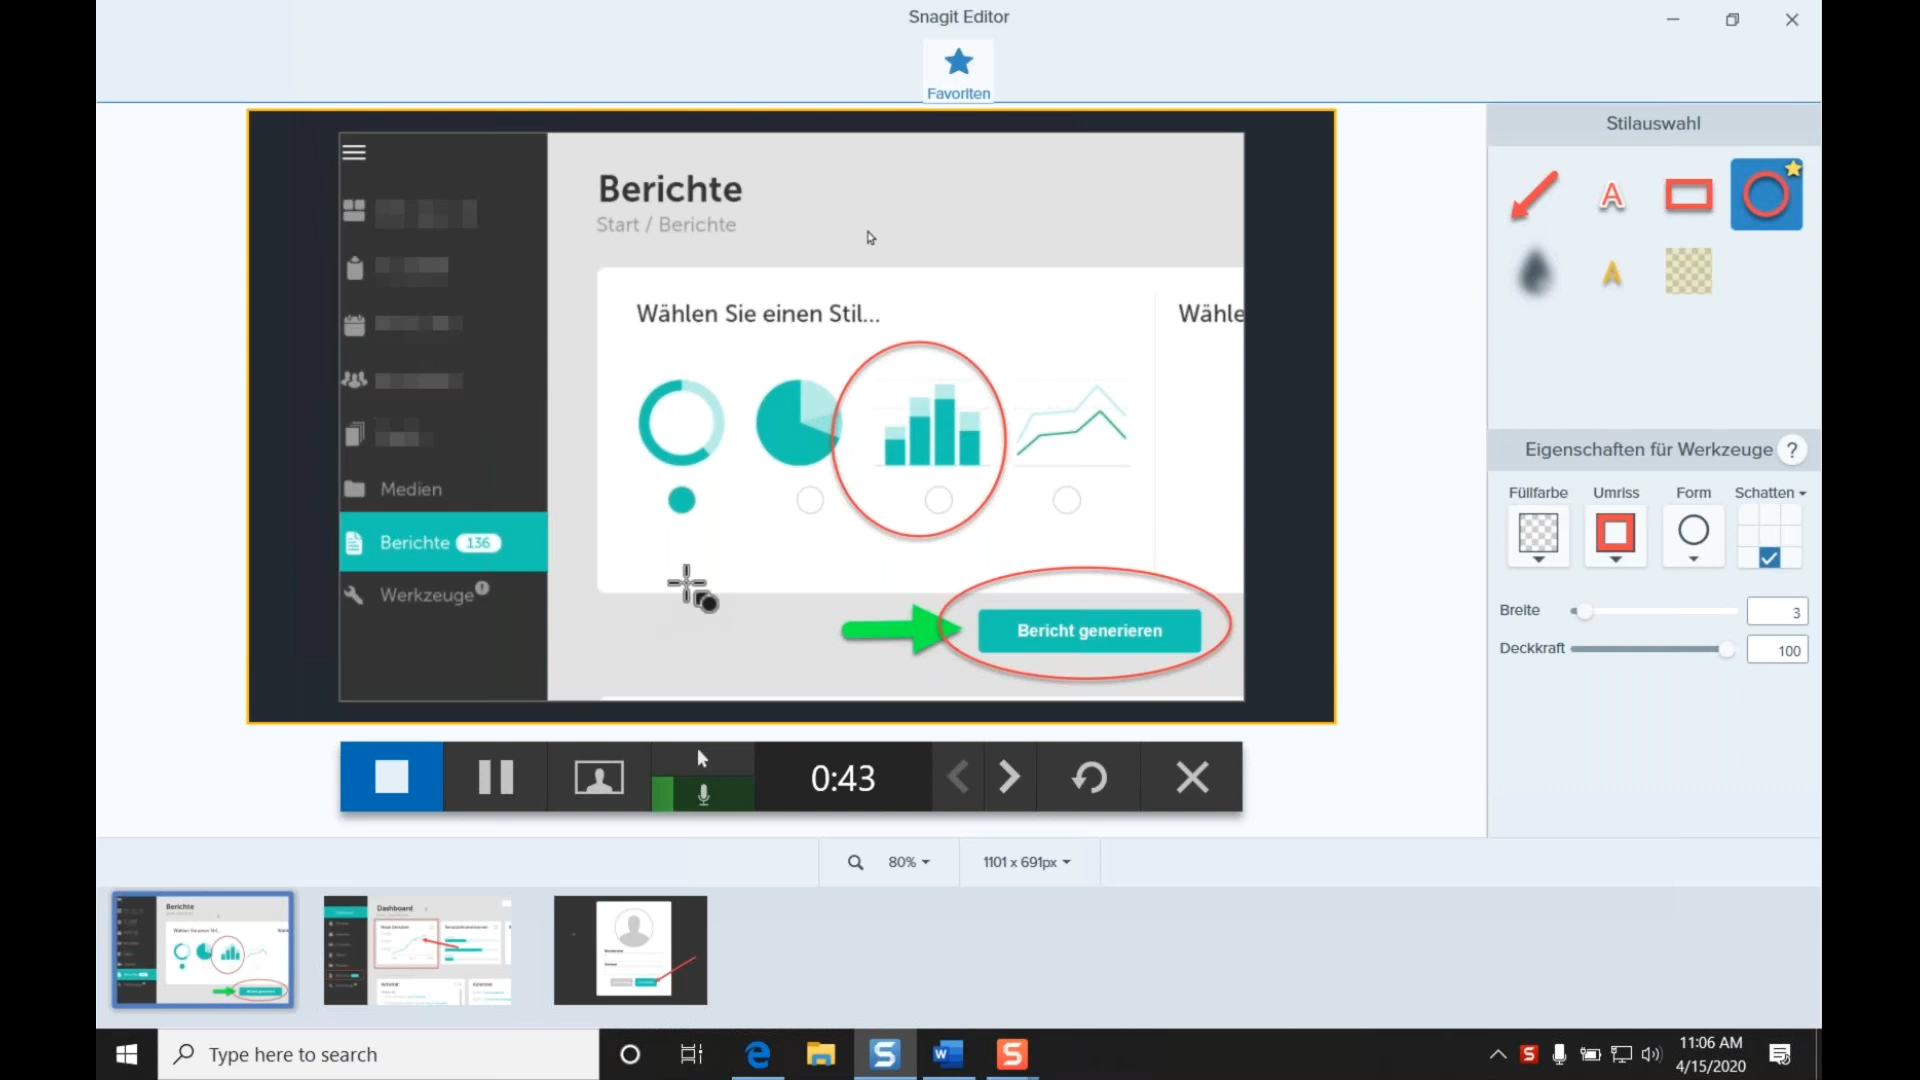 Snagit Editor
Favoriten
Berichte
Start / Berichte
Wählen Sie einen Stil...
Wähle
Medien
Berichte 136
Werkzeuge
Bericht generieren
0:43
Stilauswahl
A
A
Eigenschaften für Werkzeuge ?
Füllfarbe Umriss Form Schatten
Breite 3
Deckkraft 100
80% 1101 x 691px
Berichte
Dashboard
Type here to search
11:06 AM
4/15/2020